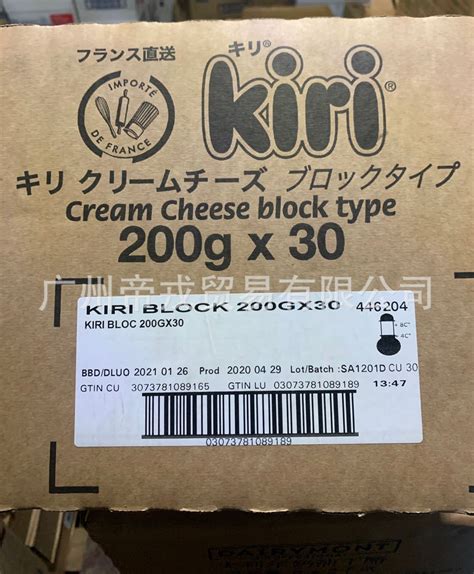 フランス直送
キリ®
kiri®
IMPORTÉ
DE FRANCE
キリ クリームチーズ ブロックタイプ
Cream Cheese block type
200g x 30
广州帝戎贸易有限公司
KIRI BLOCK 200GX30 446204
KIRI BLOC 200GX30
+ 8C°
+ 4C°
BBD/DLUO 2021 01 26 Prod 2020 04 29 Lot/Batch :SA1201D CU 30
GTIN CU 3073781089165 GTIN LU 03073781089189 13:47
03073781089189
DAIRYMONT